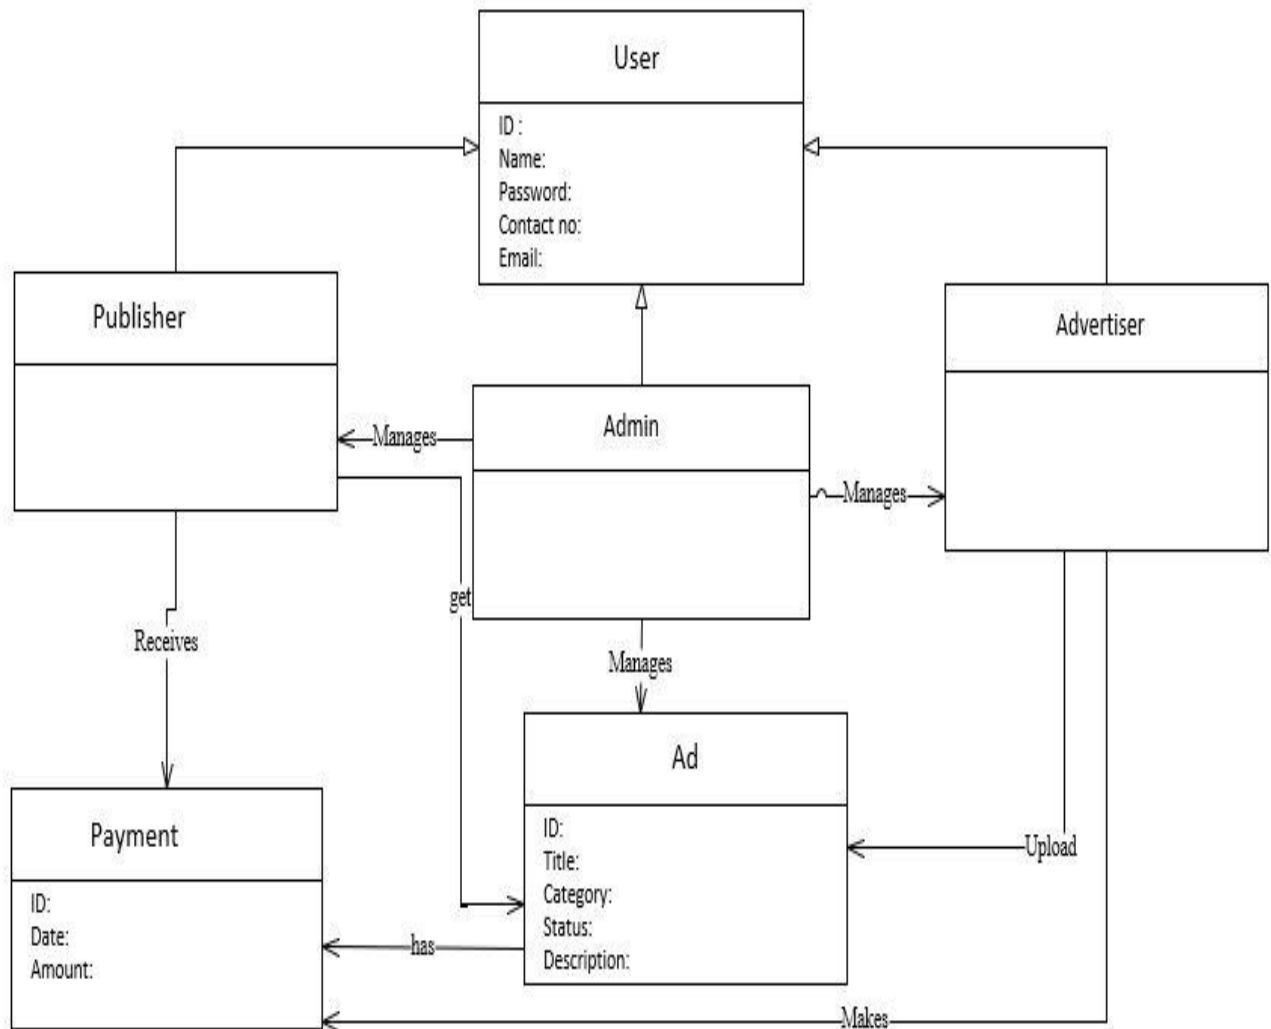 User
ID :
Name:
Password:
Contact no:
Email:
Publisher
Advertiser
Admin
Manages
Manages
get
Receives
Manages
Ad
ID:
Title:
Category:
Status:
Description:
Upload
Payment
ID:
Date:
Amount:
has
Makes